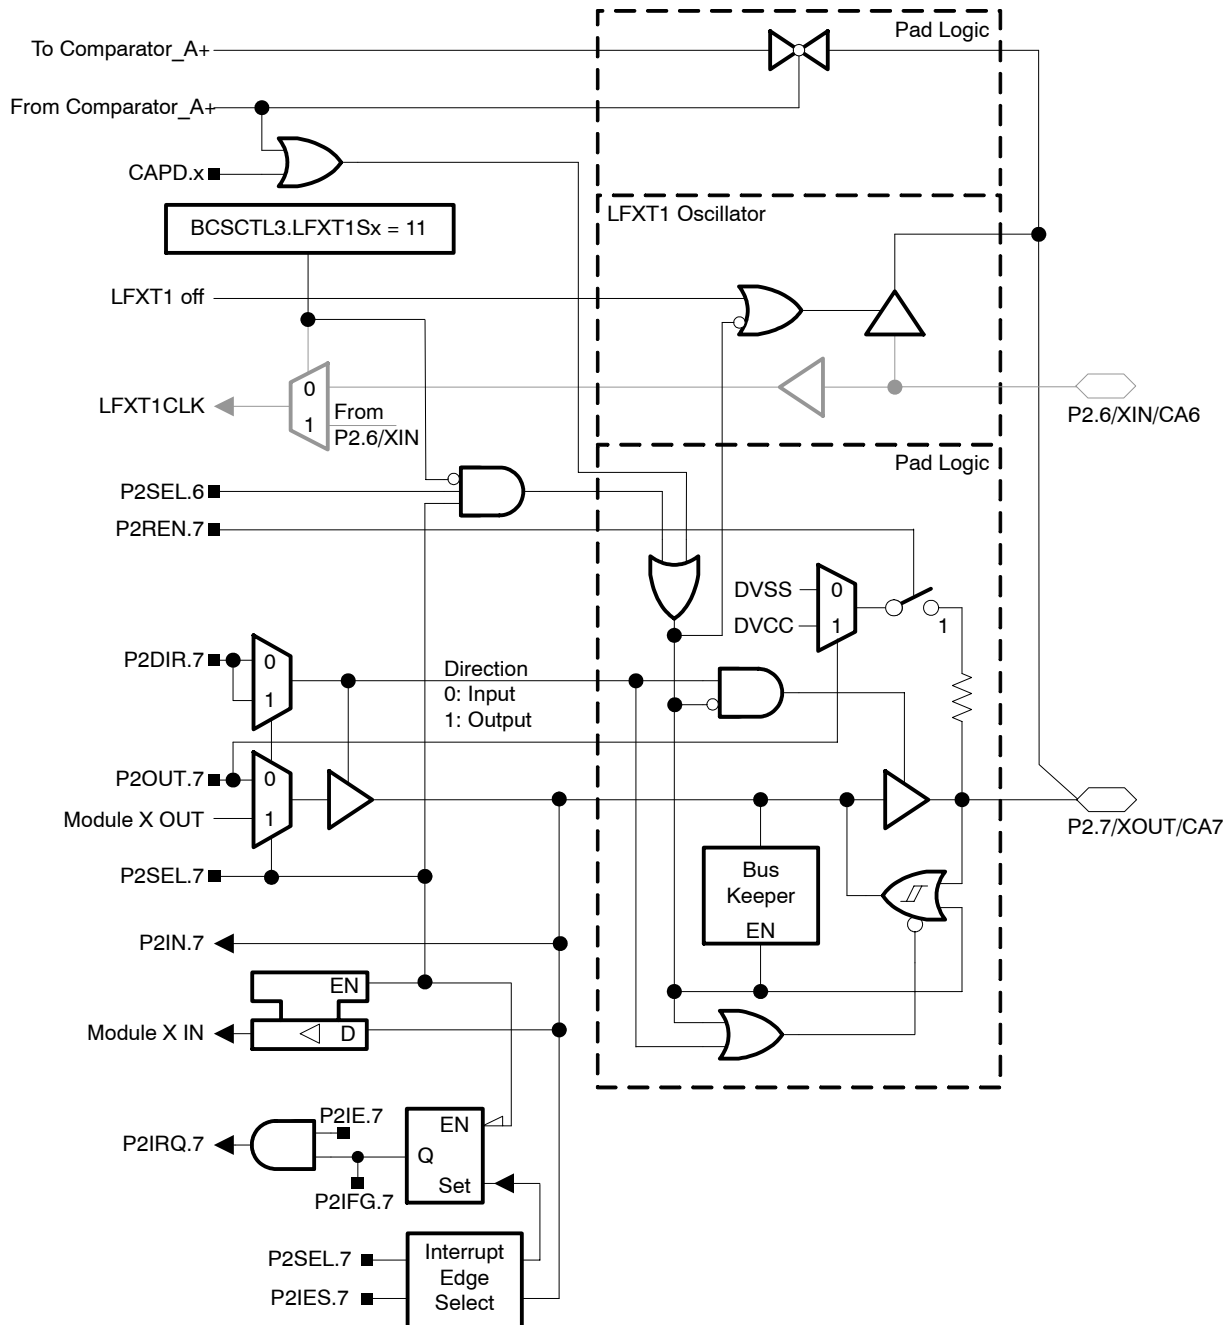 Pad Logic
To Comparator_A+
From Comparator_A+
CAPD.x
LFXT1 Oscillator
BCSCTL3.LFXT1Sx = 11
LFXT1 off
0
LFXT1CLK
From
1
P2.6/XIN
P2.6/XIN/CA6
Pad Logic
P2SEL.6
P2REN.7
DVSS
0
DVCC
1
1
P2DIR.7
0
1
Direction
0: Input
1: Output
P2OUT.7
0
Module X OUT
1
P2.7/XOUT/CA7
P2SEL.7
Bus
Keeper
EN
P2IN.7
EN
Module X IN
D
P2IE.7
EN
P2IRQ.7
Q
Set
P2IFG.7
P2SEL.7
P2IES.7
Interrupt
Edge
Select